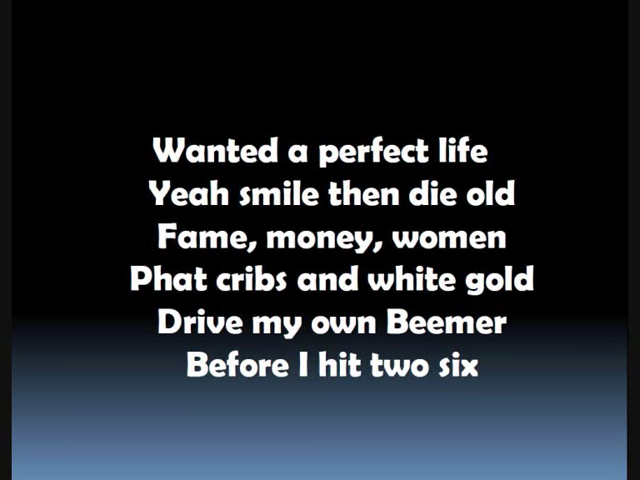 Wanted a perfect life
Yeah smile then die old
Fame, money, women
Phat cribs and white gold
Drive my own Beemer
Before I hit two six